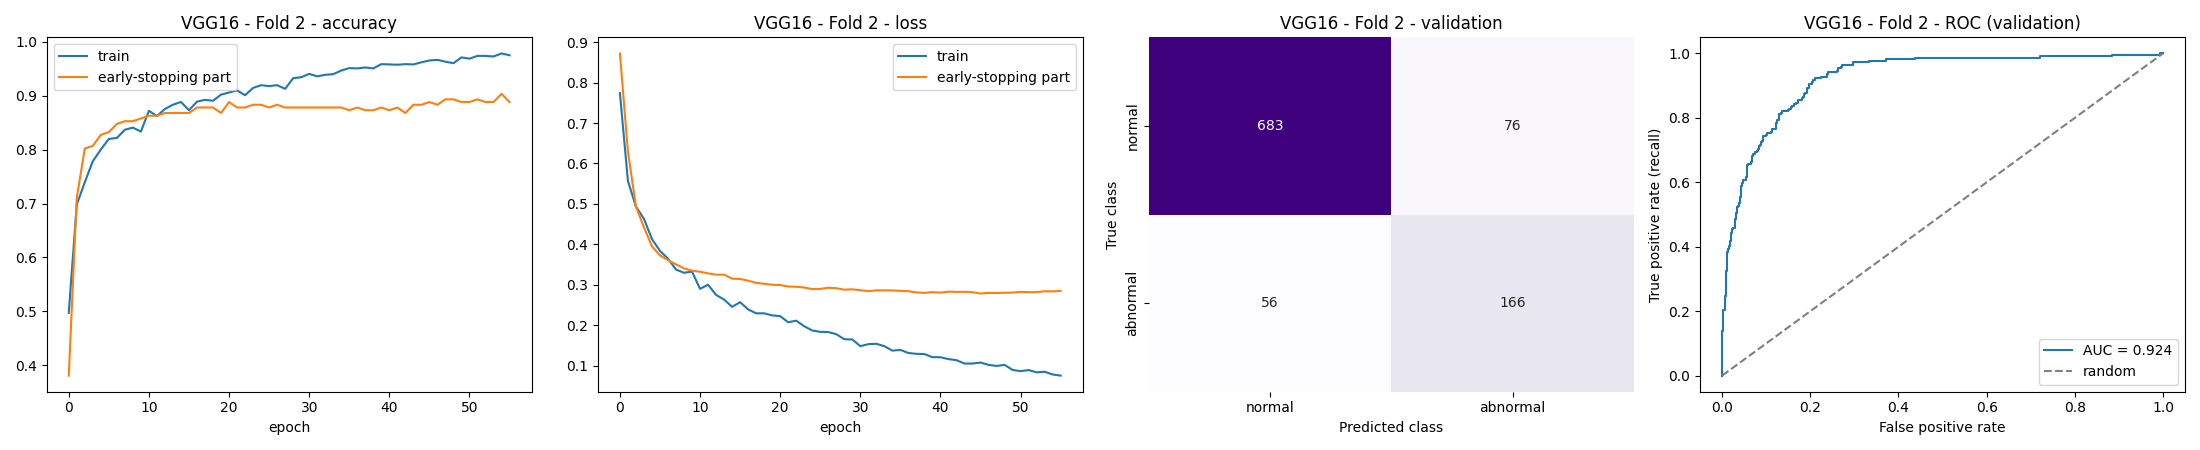 VGG16 - Fold 2 - accuracy
train
early-stopping part
1.0
0.9
0.8
0.7
0.6
0.5
0.4
0
10
20
30
40
50
epoch
VGG16 - Fold 2 - loss
train
early-stopping part
0.9
0.8
0.7
0.6
0.5
0.4
0.3
0.2
0.1
0
10
20
30
40
50
epoch
VGG16 - Fold 2 - validation
True class
normal
abnormal
683
76
56
166
normal
abnormal
Predicted class
VGG16 - Fold 2 - ROC (validation)
True positive rate (recall)
1.0
0.8
0.6
0.4
0.2
0.0
AUC = 0.924
random
0.0
0.2
0.4
0.6
0.8
1.0
False positive rate